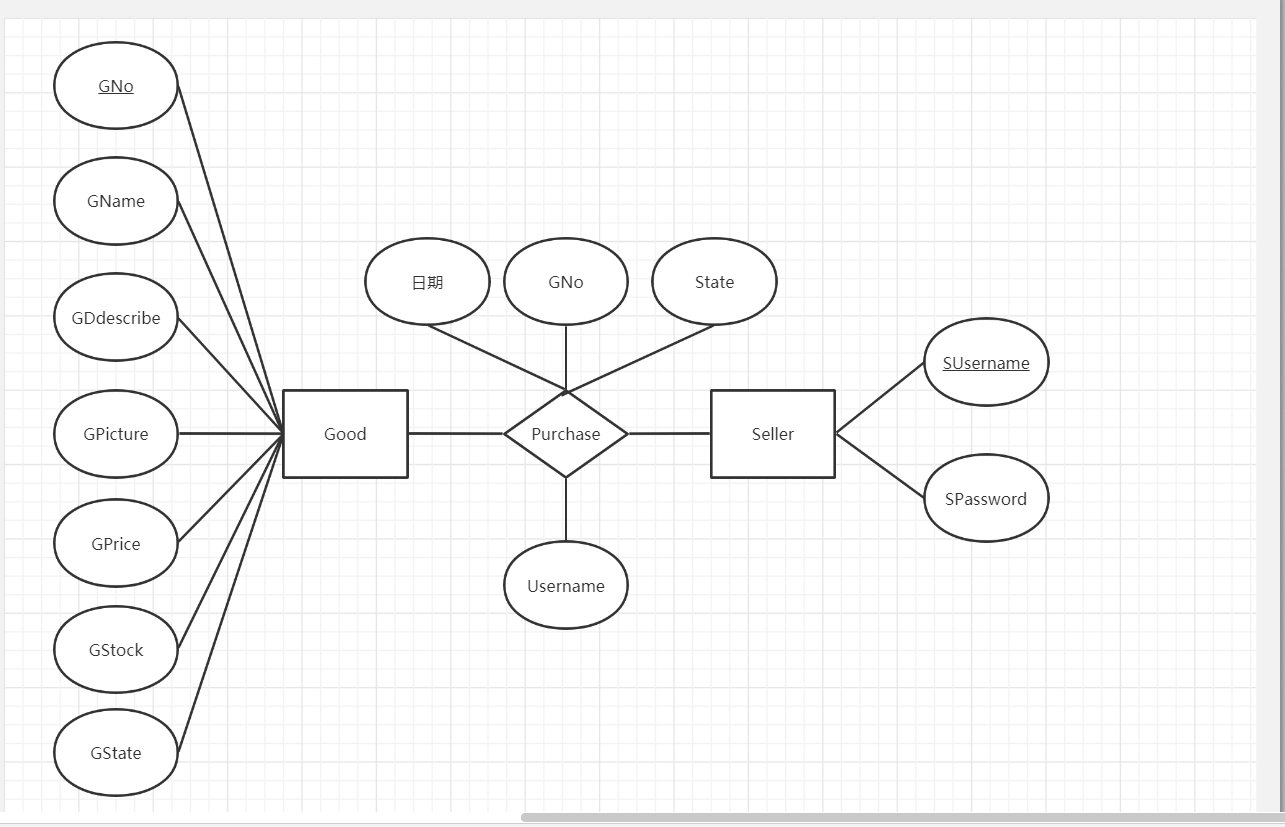 GNo
GName
GDdescribe
GPicture
GPrice
GStock
GState
Good
日期
GNo
State
Purchase
Username
Seller
SUsername
SPassword